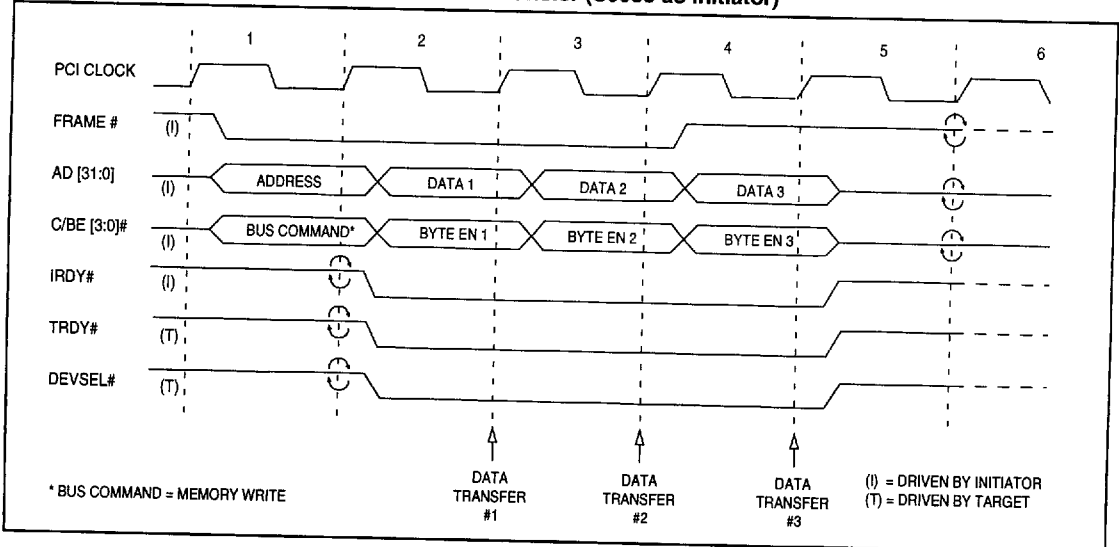 as Initiator)
1 2 3 4 5 6
PCI CLOCK
FRAME # (I)
AD [31:0] (I) ADDRESS DATA 1 DATA 2 DATA 3
C/BE [3:0]# (I) BUS COMMAND* BYTE EN 1 BYTE EN 2 BYTE EN 3
IRDY# (I)
TRDY# (T)
DEVSEL# (T)
* BUS COMMAND = MEMORY WRITE
DATA
TRANSFER
#1
DATA
TRANSFER
#2
DATA
TRANSFER
#3
(I) = DRIVEN BY INITIATOR
(T) = DRIVEN BY TARGET